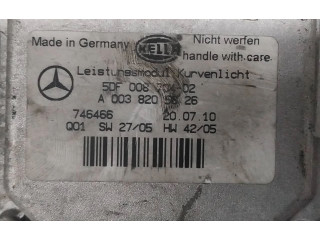 Made in Germany HELLA Nicht werfen
handle with care
Leistungsmodul Kurvenlicht
5DF 008 704-02
A 003 820 58 26
746466 20.07.10
Q01 SW 27/05 HW 42/05